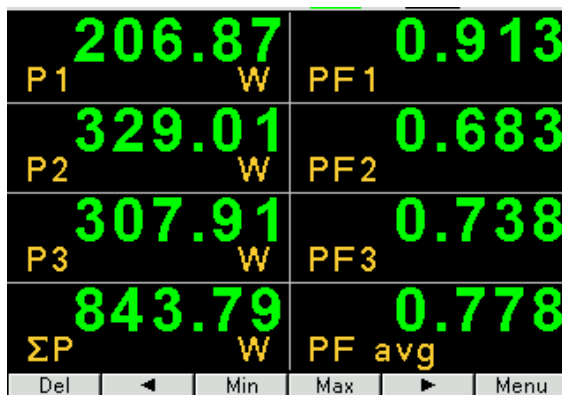 206.87 0.913
P1 W PF1
329.01 0.683
P2 W PF2
307.91 0.738
P3 W PF3
843.79 0.778
ΣP W PF avg
Del ◄ Min Max ► Menu